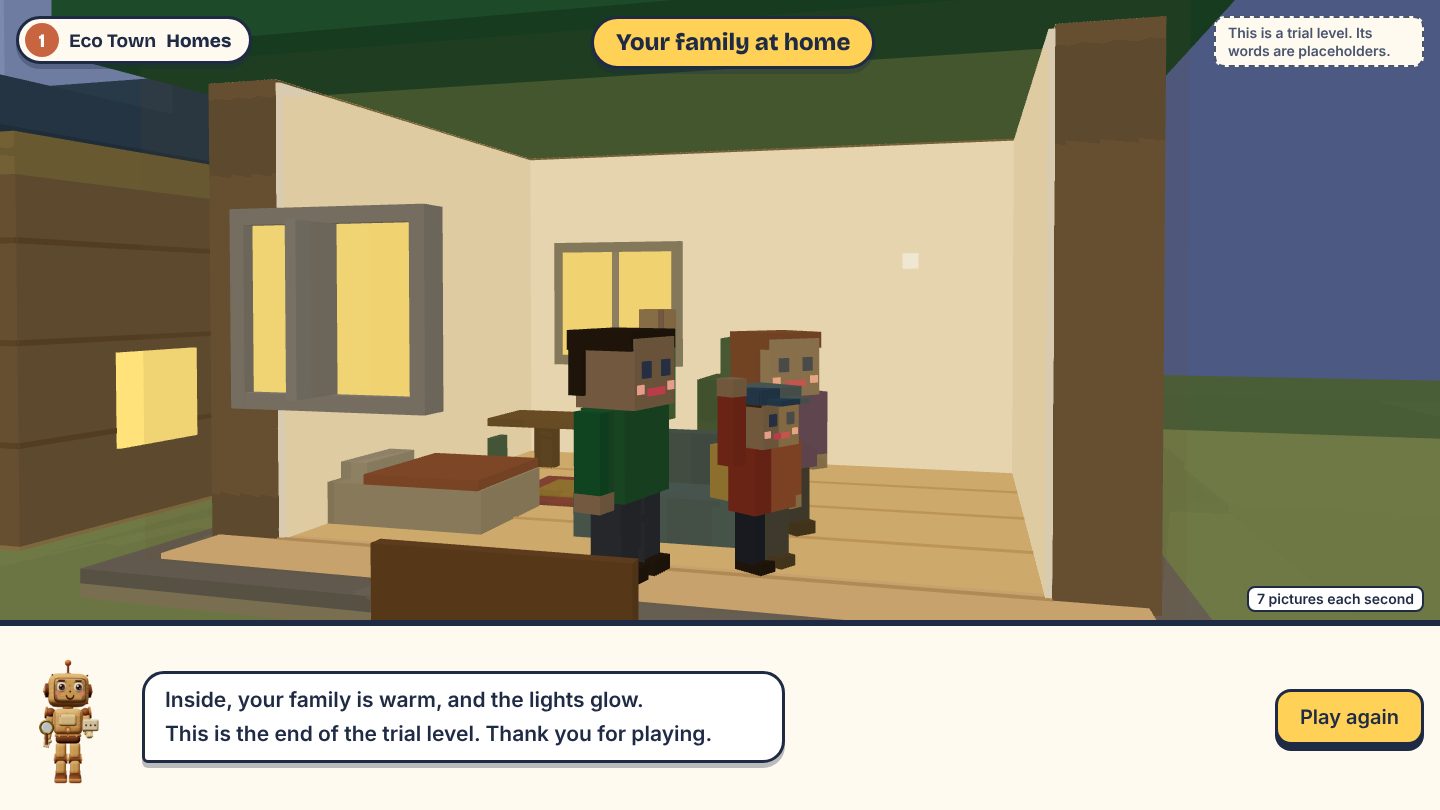 1 Eco Town Homes
Your family at home
This is a trial level. Its
words are placeholders.
7 pictures each second
Inside, your family is warm, and the lights glow.
This is the end of the trial level. Thank you for playing.
Play again